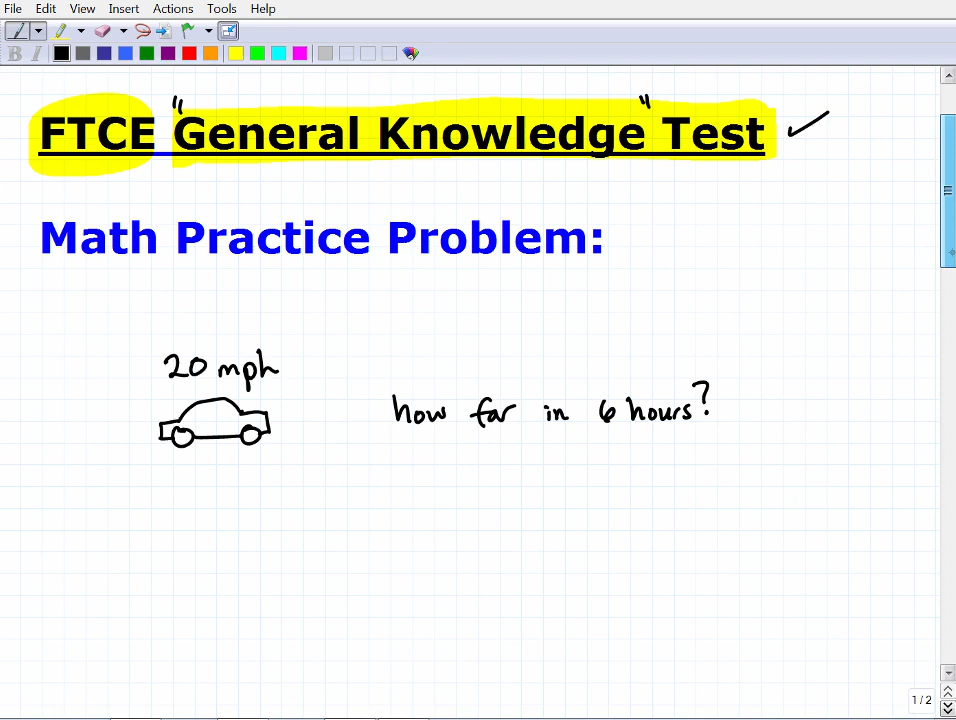 File Edit View Insert Actions Tools Help
B I
FTCE "General Knowledge" Test
Math Practice Problem:
20 mph
how far in 6 hours?
1 / 2